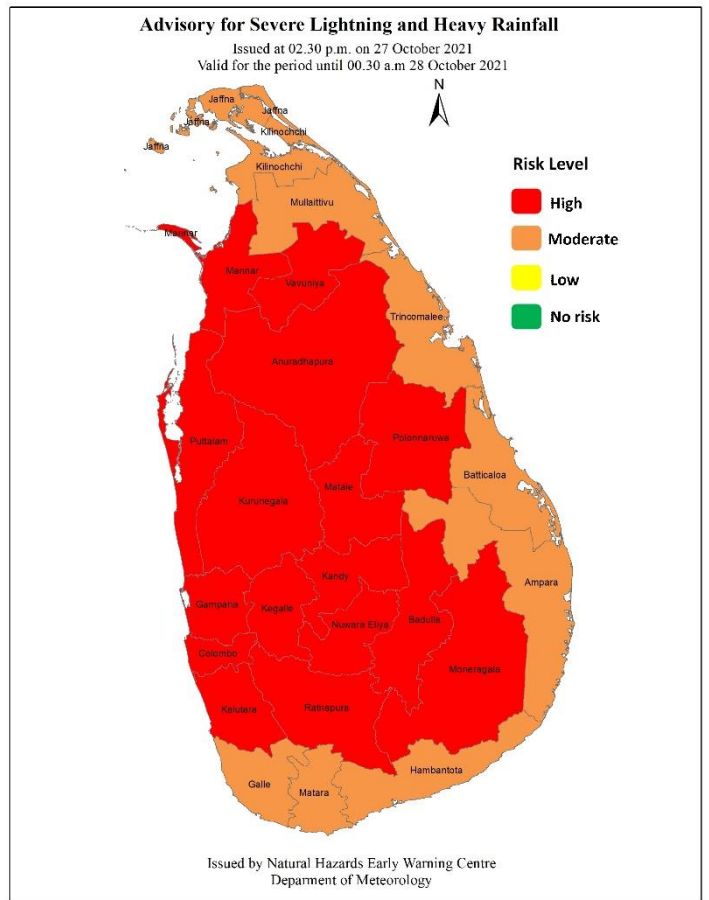 Advisory for Severe Lightning and Heavy Rainfall
Issued at 02.30 p.m. on 27 October 2021
Valid for the period until 00.30 a.m 28 October 2021
N
Jaffna
Jaffna
Jaffna
Kilinochchi
Jaffna
Kilinochchi
Mullaittivu
Mannar
Mannar
Vavuniya
Trincomalee
Anuradhapura
Polonnaruwa
Puttalam
Batticaloa
Matale
Kurunegala
Kandy
Ampara
Gampaha
Kegalle
Nuwara Eliya
Badulla
Colombo
Moneragala
Kalutara
Ratnapura
Hambantota
Galle
Matara
Risk Level
High
Moderate
Low
No risk
Issued by Natural Hazards Early Warning Centre
Deparment of Meteorology